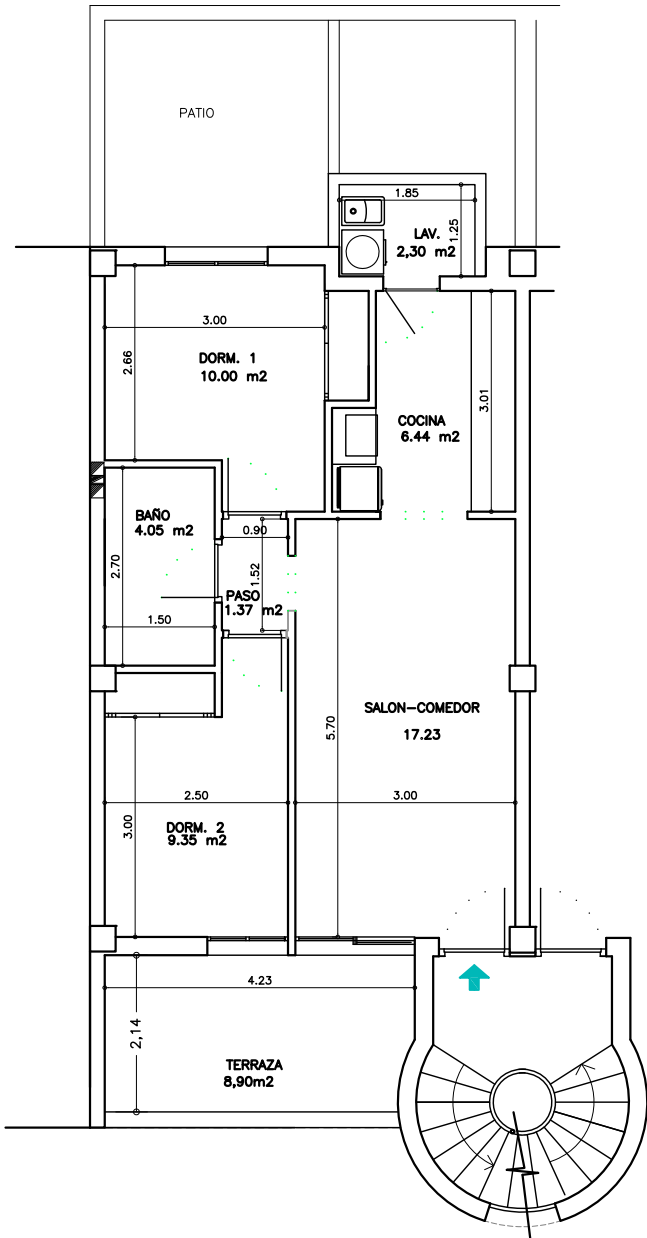 PATIO
1.85
LAV.
2,30 m2
1.25
3.00
2.66
DORM. 1
10.00 m2
COCINA
6.44 m2
3.01
BAÑO
4.05 m2
2.70
1.50
0.90
1.52
PASO
1.37 m2
SALON-COMEDOR
17.23
5.70
2.50
3.00
3.00
DORM. 2
9.35 m2
4.23
2,14
TERRAZA
8,90m2